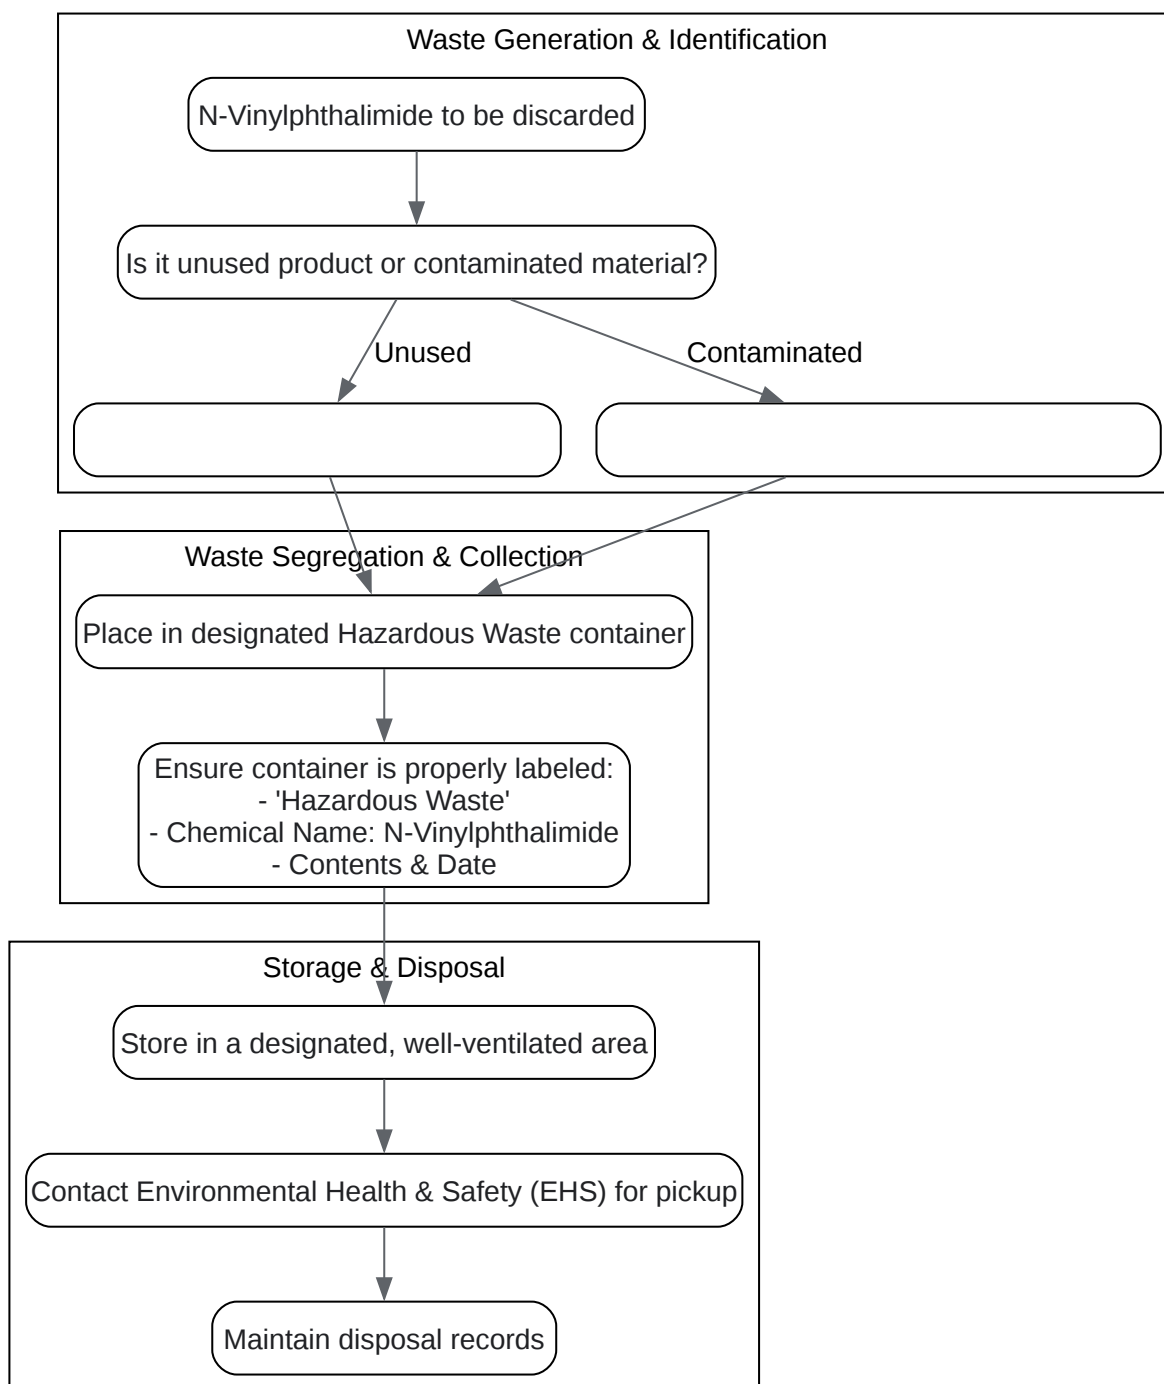 Waste Generation & Identification
N-Vinylphthalimide to be discarded
Is it unused product or contaminated material?
Unused
Contaminated
Waste Segregation & Collection
Place in designated Hazardous Waste container
Ensure container is properly labeled:
- 'Hazardous Waste'
- Chemical Name: N-Vinylphthalimide
- Contents & Date
Storage & Disposal
Store in a designated, well-ventilated area
Contact Environmental Health & Safety (EHS) for pickup
Maintain disposal records